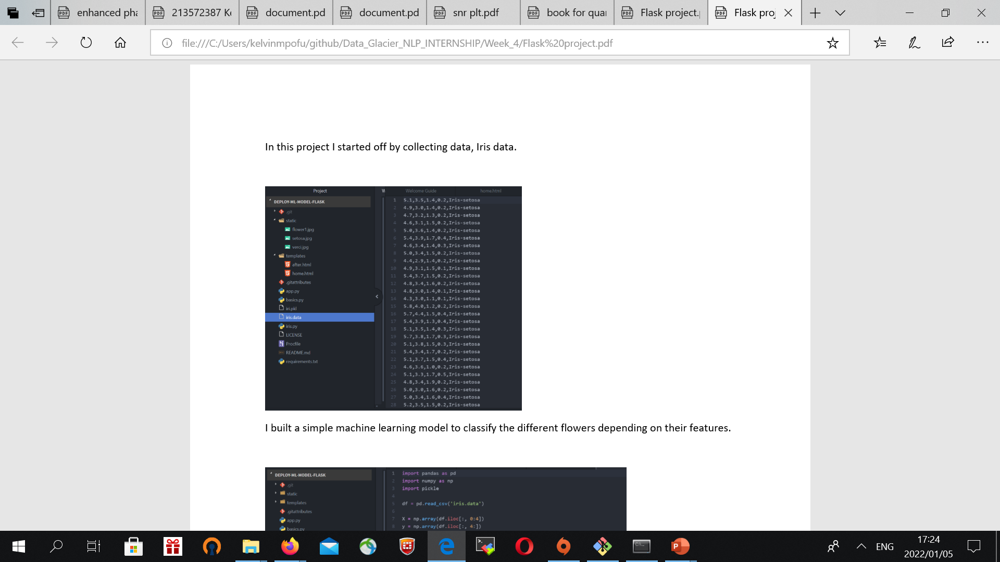 enhanced pha
213572387 Ke
document.pd
document.pd
snr plt.pdf
book for quan
Flask project.p
Flask proj
file:///C:/Users/kelvinmpofu/github/Data_Glacier_NLP_INTERNSHIP/Week_4/Flask%20project.pdf
In this project I started off by collecting data, Iris data.
Project
Welcome Guide
home.html
DEPLOY-ML-MODEL-FLASK
.git
static
flower1.jpg
setosa.jpg
verci.jpg
templates
after.html
home.html
.gitattributes
app.py
basics.py
iri.pkl
iris.data
iris.py
LICENSE
Procfile
README.md
requirements.txt
1 5.1,3.5,1.4,0.2,Iris-setosa
2 4.9,3.0,1.4,0.2,Iris-setosa
3 4.7,3.2,1.3,0.2,Iris-setosa
4 4.6,3.1,1.5,0.2,Iris-setosa
5 5.0,3.6,1.4,0.2,Iris-setosa
6 5.4,3.9,1.7,0.4,Iris-setosa
7 4.6,3.4,1.4,0.3,Iris-setosa
8 5.0,3.4,1.5,0.2,Iris-setosa
9 4.4,2.9,1.4,0.2,Iris-setosa
10 4.9,3.1,1.5,0.1,Iris-setosa
11 5.4,3.7,1.5,0.2,Iris-setosa
12 4.8,3.4,1.6,0.2,Iris-setosa
13 4.8,3.0,1.4,0.1,Iris-setosa
14 4.3,3.0,1.1,0.1,Iris-setosa
15 5.8,4.0,1.2,0.2,Iris-setosa
16 5.7,4.4,1.5,0.4,Iris-setosa
17 5.4,3.9,1.3,0.4,Iris-setosa
18 5.1,3.5,1.4,0.3,Iris-setosa
19 5.7,3.8,1.7,0.3,Iris-setosa
20 5.1,3.8,1.5,0.3,Iris-setosa
21 5.4,3.4,1.7,0.2,Iris-setosa
22 5.1,3.7,1.5,0.4,Iris-setosa
23 4.6,3.6,1.0,0.2,Iris-setosa
24 5.1,3.3,1.7,0.5,Iris-setosa
25 4.8,3.4,1.9,0.2,Iris-setosa
26 5.0,3.0,1.6,0.2,Iris-setosa
27 5.0,3.4,1.6,0.4,Iris-setosa
28 5.2,3.5,1.5,0.2,Iris-setosa
I built a simple machine learning model to classify the different flowers depending on their features.
DEPLOY-ML-MODEL-FLASK
.git
static
templates
.gitattributes
app.py
basics.py
1 import pandas as pd
2 import numpy as np
3 import pickle
4
5 df = pd.read_csv('iris.data')
6
7 X = np.array(df.iloc[:, 0:4])
8 y = np.array(df.iloc[:, 4:])
ENG
17:24
2022/01/05